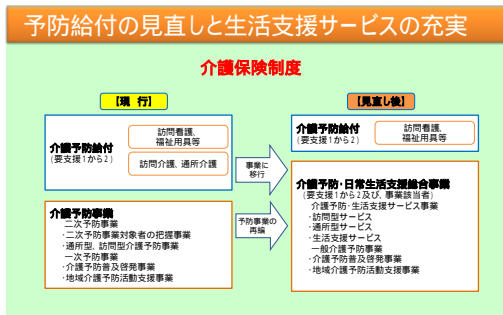 予防給付の見直しと生活支援サービスの充実
介護保険制度
【現 行】
介護予防給付
(要支援1から2)
訪問看護、
福祉用具等
訪問介護、通所介護
介護予防事業
二次予防事業
・二次予防事業対象者の把握事業
・通所型、訪問型介護予防事業
一次予防事業
・介護予防普及啓発事業
・地域介護予防活動支援事業
事業に
移行
予防事業の
再編
【見直し後】
介護予防給付
(要支援1から2)
訪問看護、
福祉用具等
介護予防・日常生活支援総合事業
(要支援1から2及び、事業該当者)
介護予防・生活支援サービス事業
・訪問型サービス
・通所型サービス
・生活支援サービス
一般介護予防事業
・介護予防普及啓発事業
・地域介護予防活動支援事業